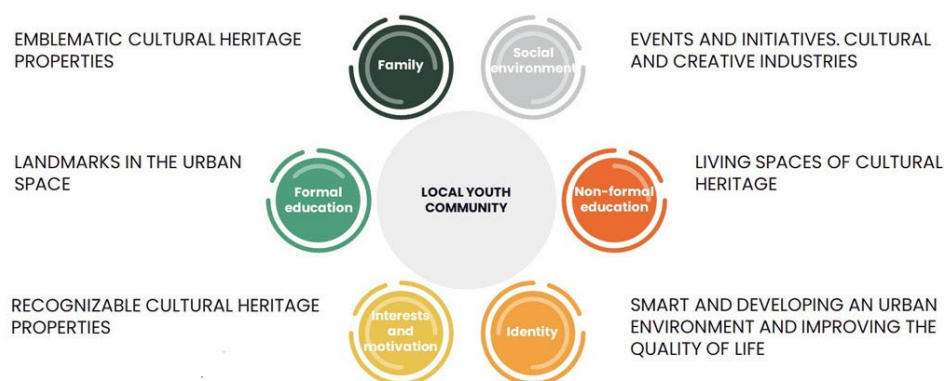 EMBLEMATIC CULTURAL HERITAGE
PROPERTIES
Family
Social
environment
EVENTS AND INITIATIVES. CULTURAL
AND CREATIVE INDUSTRIES
LANDMARKS IN THE URBAN
SPACE
Formal
education
LOCAL YOUTH
COMMUNITY
Non-formal
education
LIVING SPACES OF CULTURAL
HERITAGE
RECOGNIZABLE CULTURAL HERITAGE
PROPERTIES
Interests
and
motivation
Identity
SMART AND DEVELOPING AN URBAN
ENVIRONMENT AND IMPROVING THE
QUALITY OF LIFE